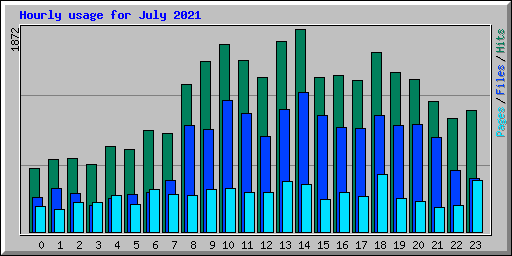 Hourly usage for July 2021
1872
Pages/Files/Hits
0 1 2 3 4 5 6 7 8 9 10 11 12 13 14 15 16 17 18 19 20 21 22 23